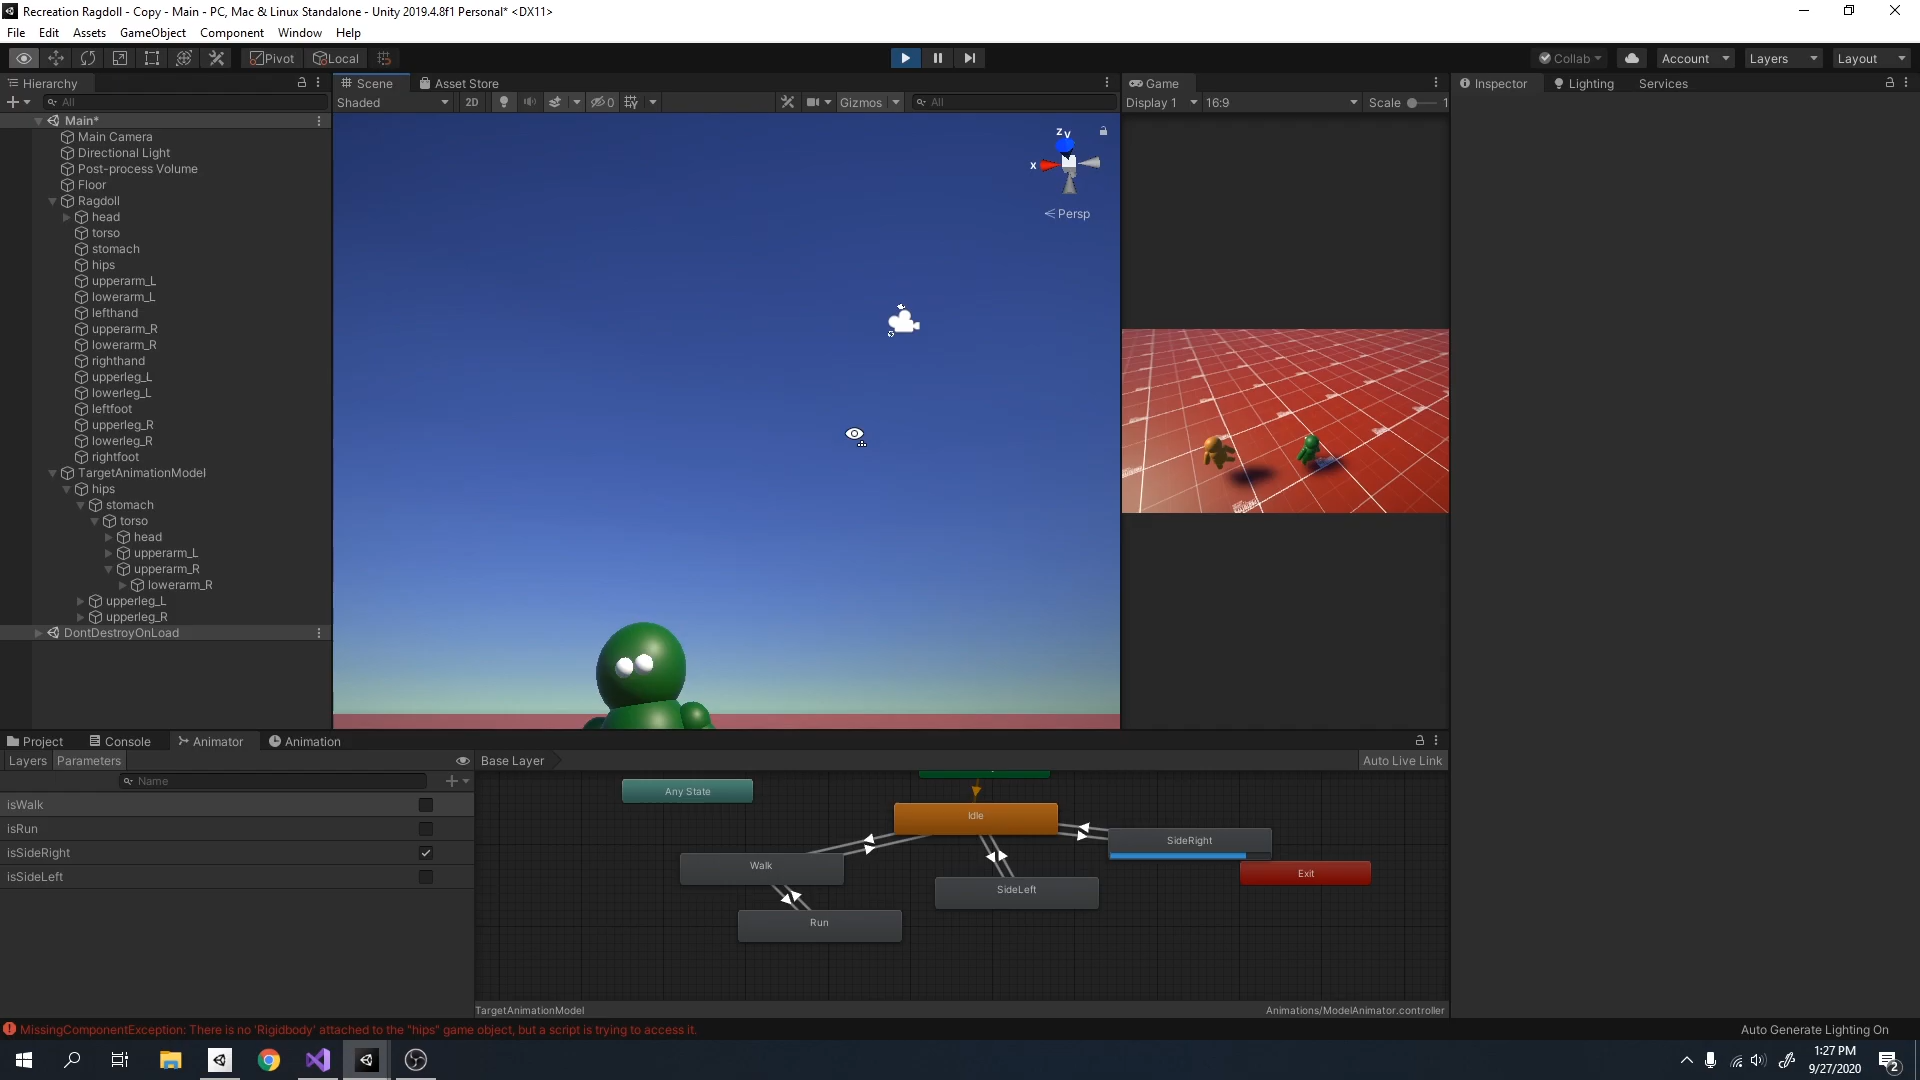 Recreation Ragdoll - Copy - Main - PC, Mac & Linux Standalone - Unity 2019.4.8f1 Personal* <DX11>
File Edit Assets GameObject Component Window Help
Pivot Local Collab Account Layers Layout
Hierarchy Scene Asset Store Game Inspector Lighting Services
All Shaded 2D 0 Gizmos All Display 1 16:9 Scale 1
Main*
Main Camera
Directional Light
Post-process Volume
Floor
Ragdoll
head
torso
stomach
hips
upperarm_L
lowerarm_L
lefthand
upperarm_R
lowerarm_R
righthand
upperleg_L
lowerleg_L
leftfoot
upperleg_R
lowerleg_R
rightfoot
TargetAnimationModel
hips
stomach
torso
head
upperarm_L
upperarm_R
lowerarm_R
upperleg_L
upperleg_R
DontDestroyOnLoad
z y
x
Persp
Project Console Animator Animation
Layers Parameters Base Layer Auto Live Link
Name
isWalk
isRun
isSideRight
isSideLeft
Any State
Idle
SideRight
Walk
Exit
SideLeft
Run
TargetAnimationModel Animations/ModelAnimator.controller
MissingComponentException: There is no 'Rigidbody' attached to the "hips" game object, but a script is trying to access it.
Auto Generate Lighting On
1:27 PM
9/27/2020
2